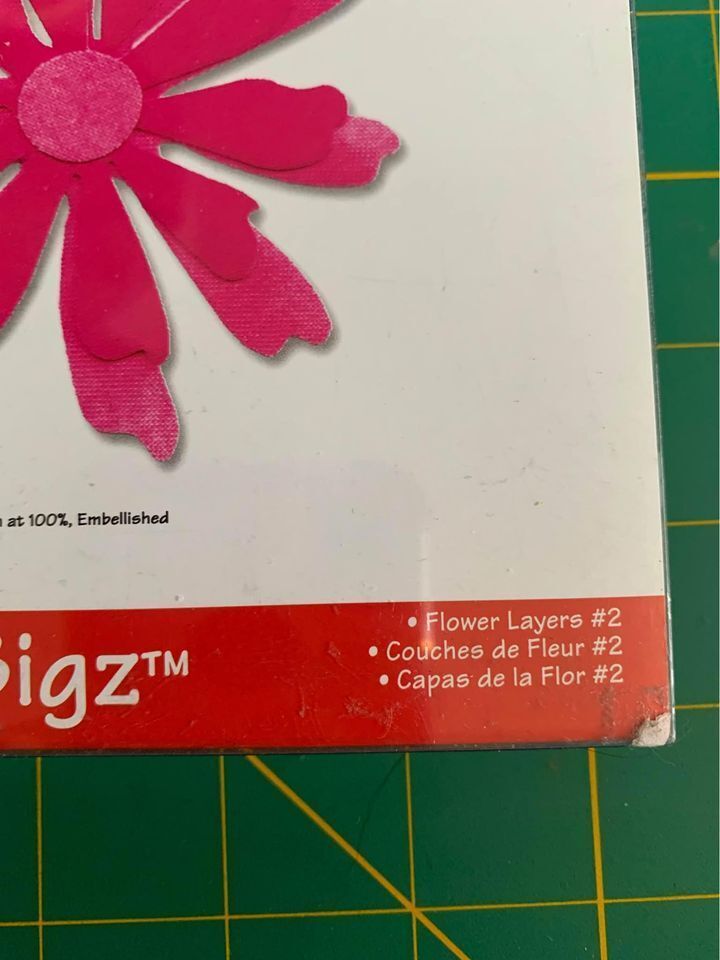 at 100%, Embellished
Bigz™
• Flower Layers #2
• Couches de Fleur #2
• Capas de la Flor #2